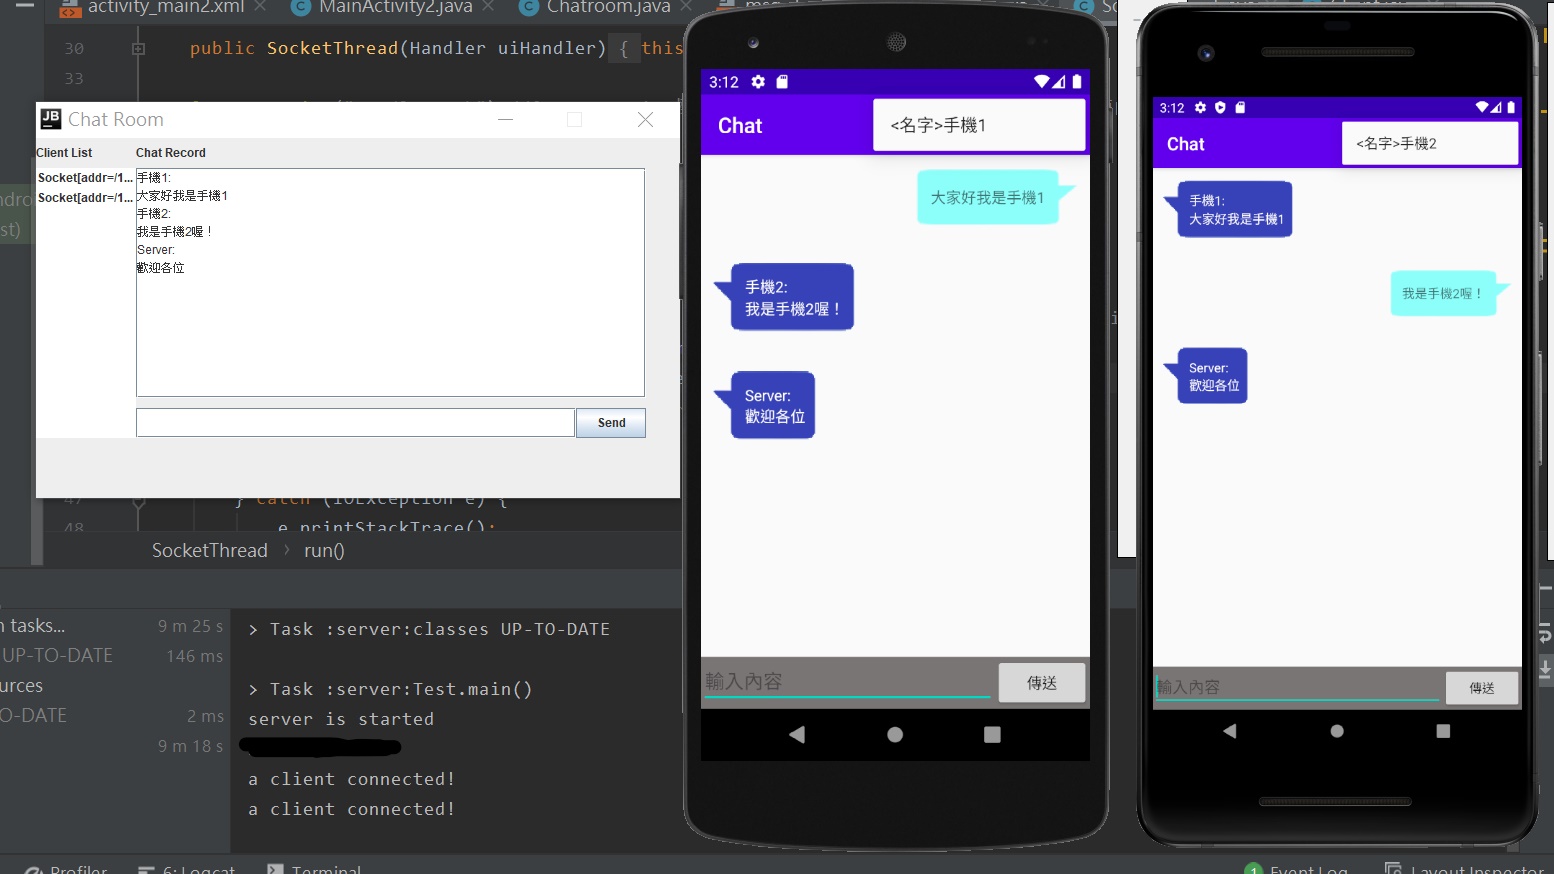 activity_main2.xml
MainActivity2.java
Chatroom.java
30 public SocketThread(Handler uiHandler) { this
33
Chat Room
Client List
Chat Record
Socket[addr=/1...
Socket[addr=/1...
手機1:
大家好我是手機1
手機2:
我是手機2喔！
Server:
歡迎各位
Send
47 } catch (IOException e) {
48 e.printStackTrace();
SocketThread › run()
tasks... 9 m 25 s
UP-TO-DATE 146 ms
2 ms
9 m 18 s
> Task :server:classes UP-TO-DATE
> Task :server:Test.main()
server is started
a client connected!
a client connected!
Profiler
6: Logcat
Terminal
1 Event Log
Layout Inspector
3:12
Chat
<名字>手機1
大家好我是手機1
手機2:
我是手機2喔！
Server:
歡迎各位
輸入內容
傳送
3:12
Chat
<名字>手機2
手機1:
大家好我是手機1
我是手機2喔！
Server:
歡迎各位
輸入內容
傳送